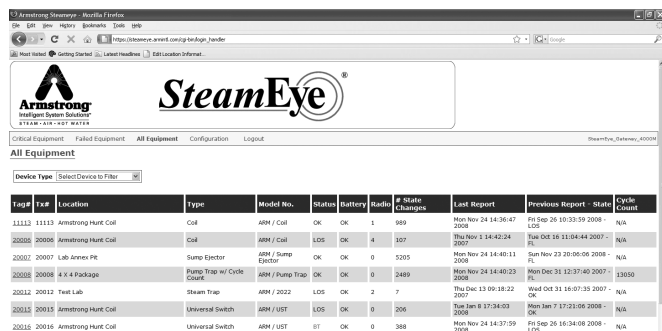 Armstrong Steameye - Mozilla Firefox
File Edit View History Bookmarks Tools Help
https://steameye.armintl.com/cgi-bin/login_handler
Google
Most Visited Getting Started Latest Headlines Edit Location Informat...
Armstrong
Intelligent System Solutions
STEAM • AIR • HOT WATER
SteamEye ®
Critical Equipment Failed Equipment All Equipment Configuration Logout
SteamEye_Gateway_4000M
All Equipment
Device Type Select Device to Filter
Tag# Tx# Location Type Model No. Status Battery Radio # State Changes Last Report Previous Report - State Cycle Count
11113 11113 Armstrong Hunt Coil Coil ARM / Coil OK OK 1 989 Mon Nov 24 14:36:47 2008 Fri Sep 26 10:33:59 2008 - LOS N/A
20006 20006 Armstrong Hunt Coil Coil ARM / Coil LOS OK 4 107 Thu Nov 1 14:42:24 2007 Tue Oct 16 11:04:44 2007 - FL N/A
20007 20007 Lab Annex Pit Sump Ejector ARM / Sump Ejector OK OK 0 5205 Mon Nov 24 14:40:11 2008 Sun Nov 23 20:06:06 2008 - FL N/A
20008 20008 4 X 4 Package Pump Trap w/ Cycle Count ARM / Pump Trap OK OK 0 2489 Mon Nov 24 14:40:23 2008 Mon Dec 31 12:37:40 2007 - FL 13050
20012 20012 Test Lab Steam Trap ARM / 2022 LOS OK 2 7 Thu Dec 13 09:18:22 2007 Wed Oct 31 16:07:35 2007 - OK N/A
20015 20015 Armstrong Hunt Coil Universal Switch ARM / UST LOS OK 0 206 Tue Jan 8 17:34:03 2008 Mon Jan 7 17:21:06 2008 - OK N/A
20016 20016 Armstrong Hunt Coil Universal Switch ARM / UST BT OK 0 388 Mon Nov 24 14:37:59 2008 Fri Sep 26 16:34:08 2008 - LOS N/A